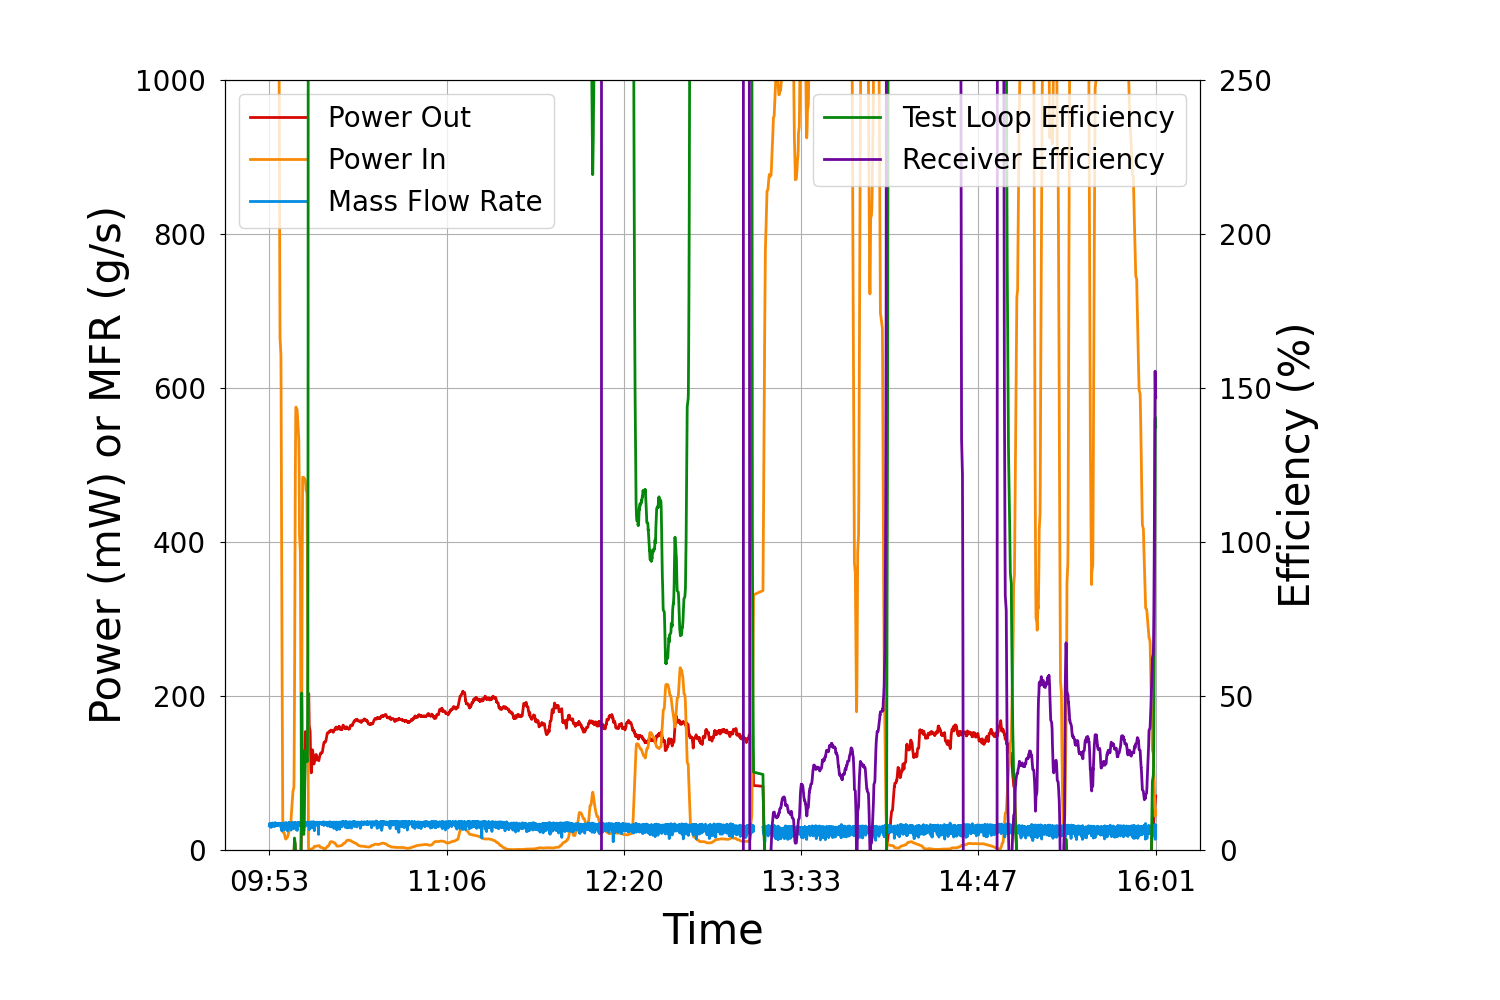 1000
800
600
400
200
0
Power (mW) or MFR (g/s)
Power Out
Power In
Mass Flow Rate
Test Loop Efficiency
Receiver Efficiency
250
200
150
100
50
0
Efficiency (%)
09:53
11:06
12:20
13:33
14:47
16:01
Time